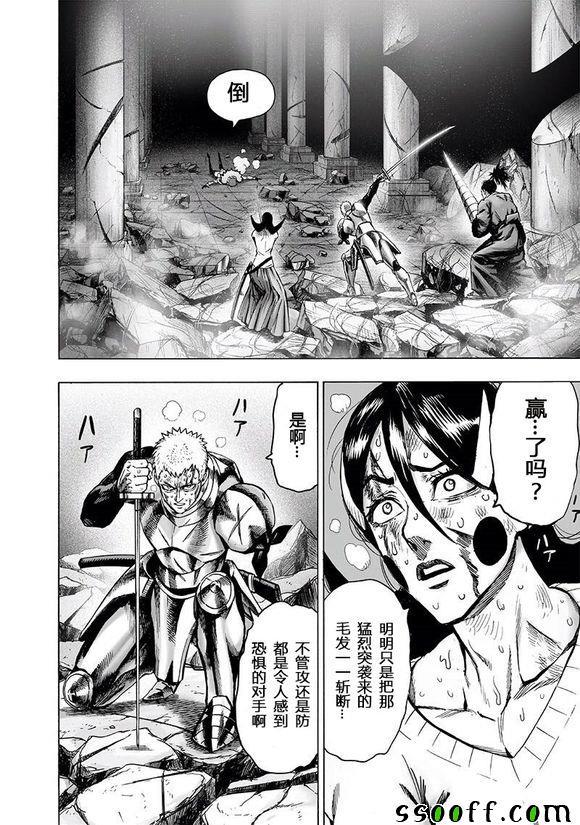 倒
赢…了吗？
明明只是把那
猛烈突袭来的
毛发一一斩断…
是啊…
ハァ
ハァ
不管攻还是防
都是令人感到
恐惧的对手啊
ssooff.com